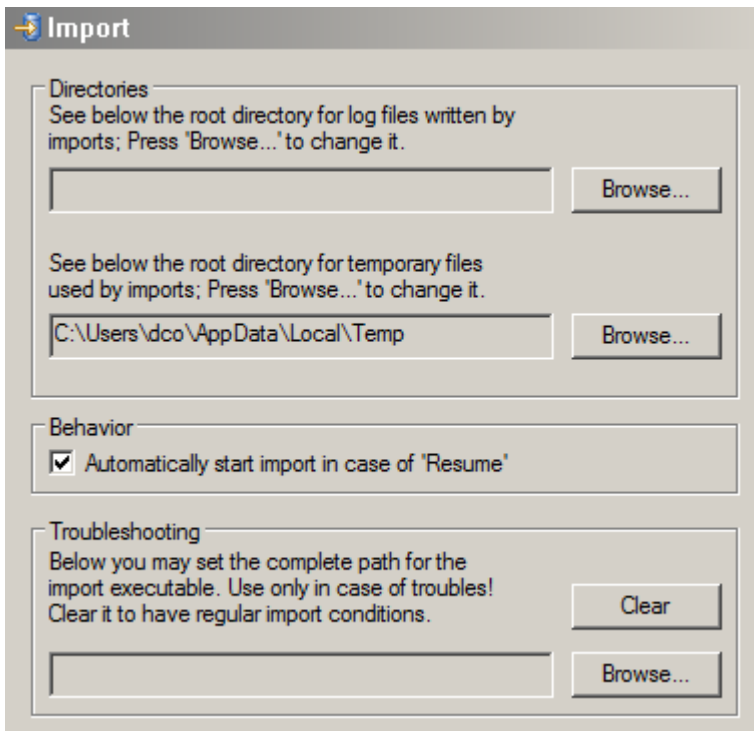 Import
Directories
See below the root directory for log files written by
imports; Press 'Browse...' to change it.
Browse...
See below the root directory for temporary files
used by imports; Press 'Browse...' to change it.
C:\Users\dco\AppData\Local\Temp
Browse...
Behavior
Automatically start import in case of 'Resume'
Troubleshooting
Below you may set the complete path for the
import executable. Use only in case of troubles!
Clear it to have regular import conditions.
Clear
Browse...